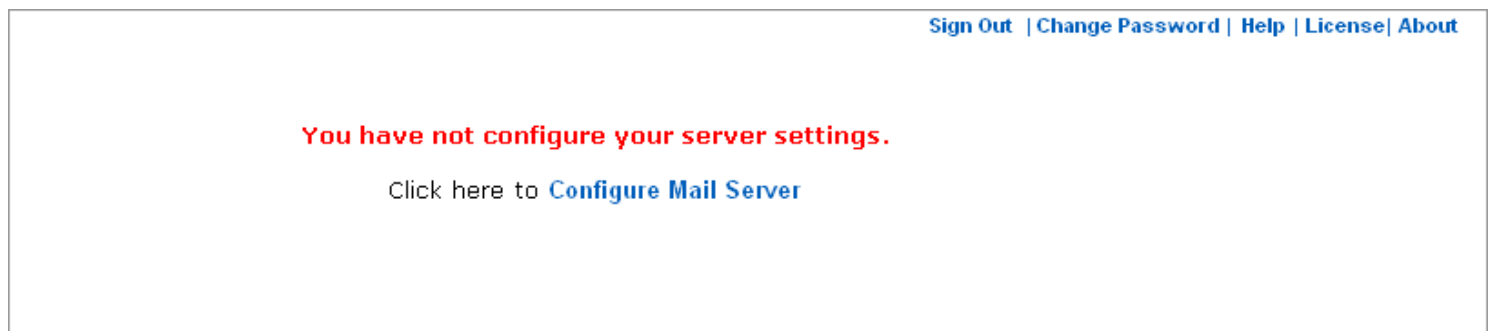 Sign Out | Change Password | Help | License| About
You have not configure your server settings.
Click here to Configure Mail Server